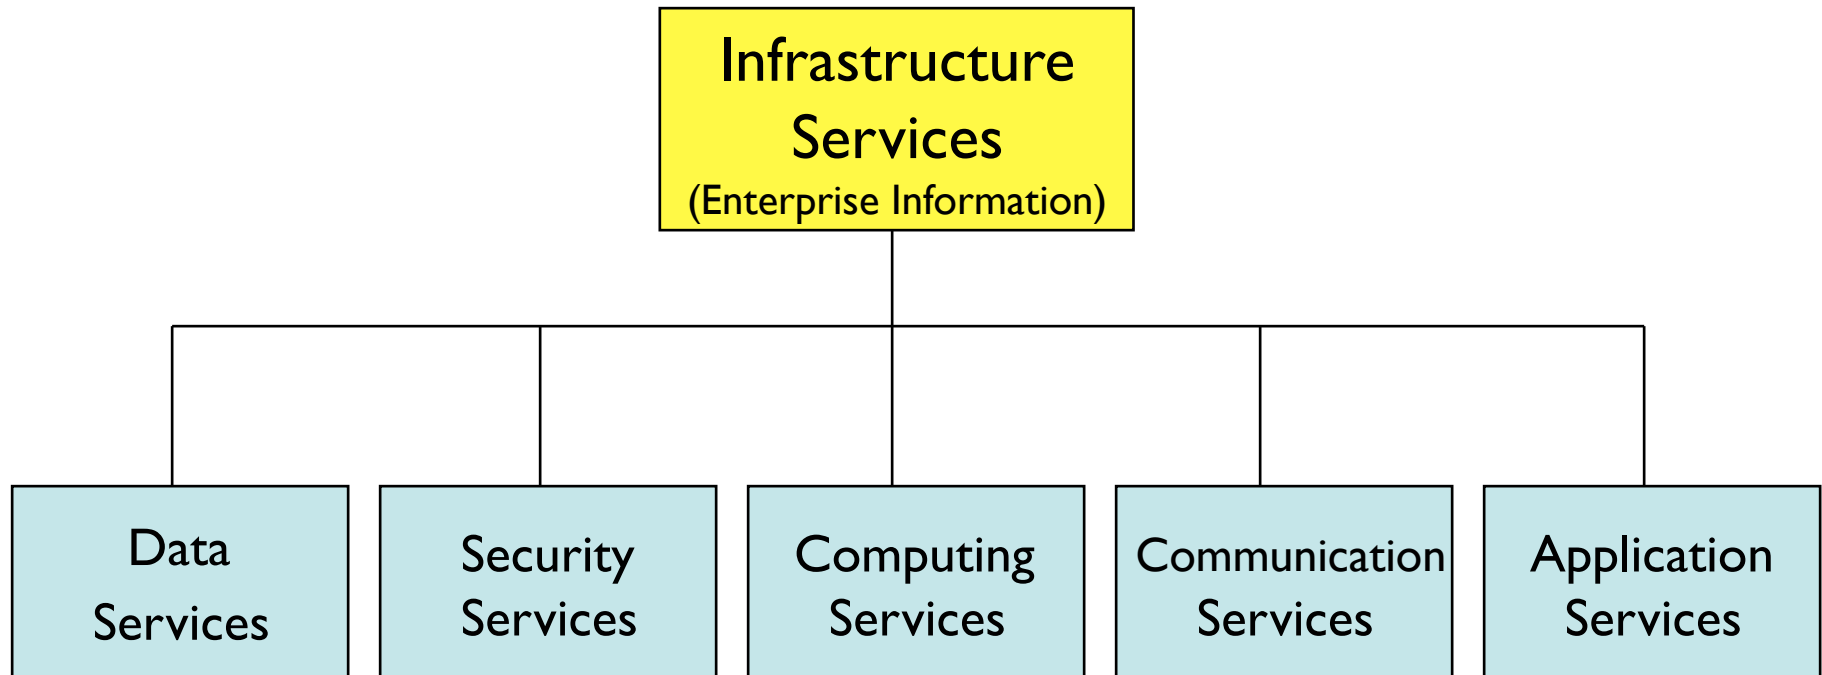 Infrastructure
Services
(Enterprise Information)
Data
Services
Security
Services
Computing
Services
Communication
Services
Application
Services